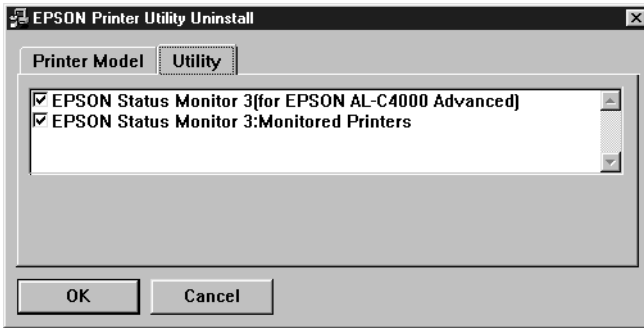 EPSON Printer Utility Uninstall
Printer Model
Utility
EPSON Status Monitor 3(for EPSON AL-C4000 Advanced)
EPSON Status Monitor 3:Monitored Printers
OK
Cancel